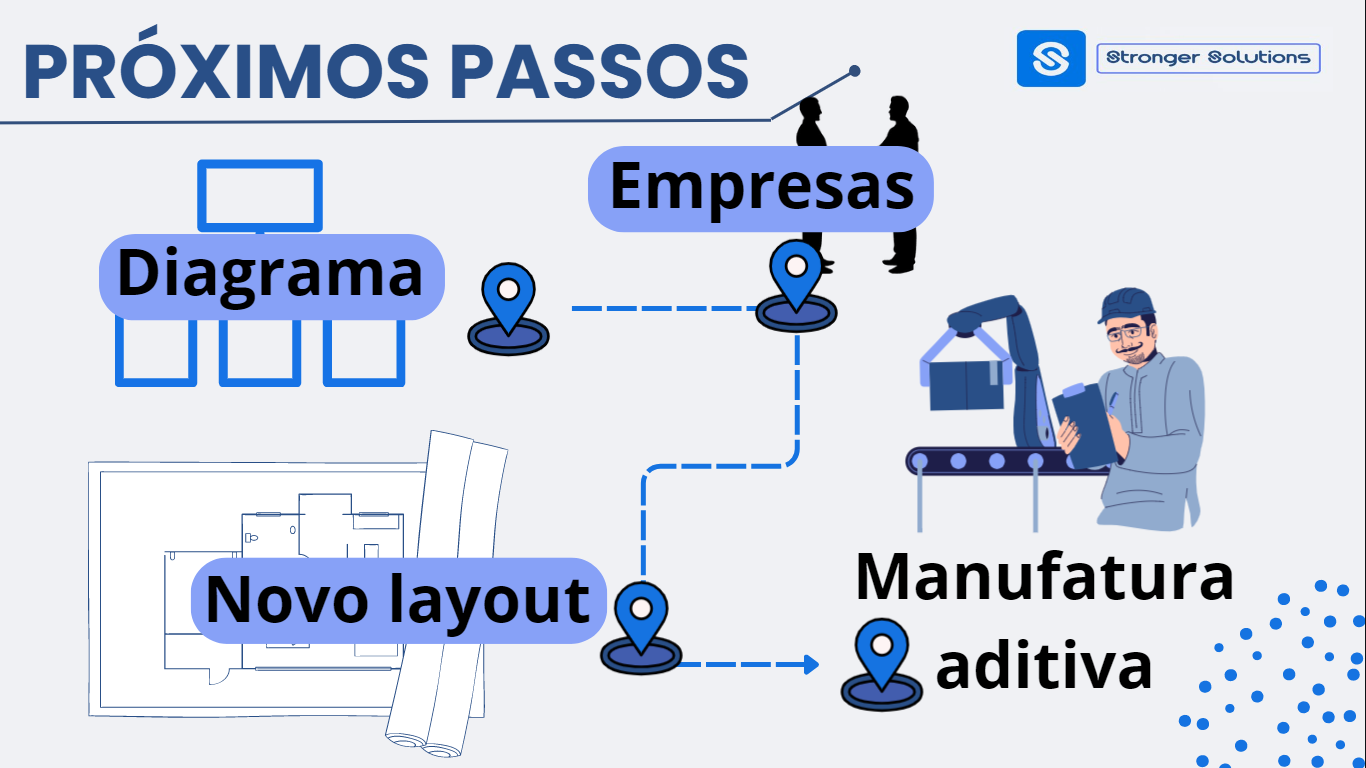 PRÓXIMOS PASSOS
Stronger Solutions
Empresas
Diagrama
Novo layout
Manufatura
aditiva